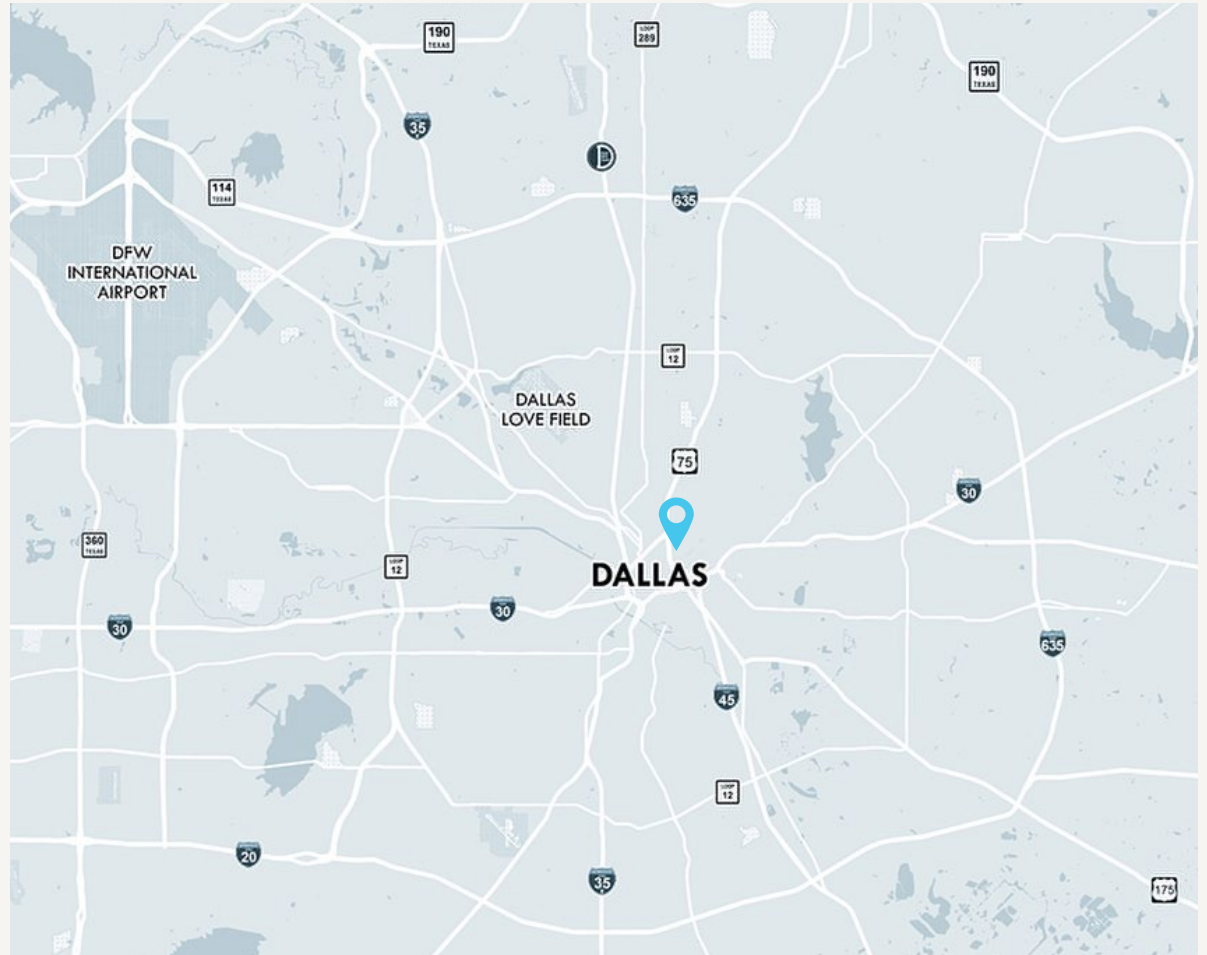 190
TEXAS
LOOP
289
190
TEXAS
35
D
114
TEXAS
635
DFW
INTERNATIONAL
AIRPORT
LOOP
12
DALLAS
LOVE FIELD
75
30
360
TEXAS
LOOP
12
DALLAS
30
30
635
45
LOOP
12
20
35
175